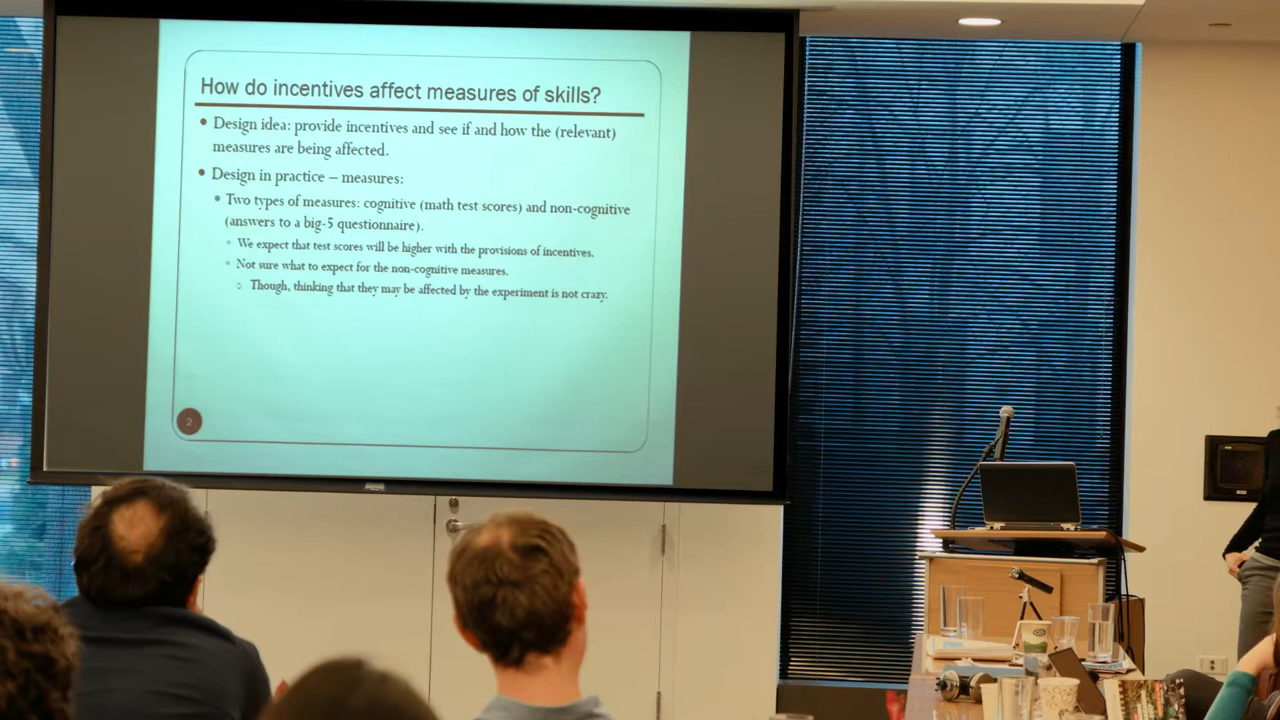 How do incentives affect measures of skills?
• Design idea: provide incentives and see if and how the (relevant)
measures are being affected.
• Design in practice – measures:
• Two types of measures: cognitive (math test scores) and non-cognitive
(answers to a big-5 questionnaire).
• We expect that test scores will be higher with the provisions of incentives.
• Not sure what to expect for the non-cognitive measures.
○ Though, thinking that they may be affected by the experiment is not crazy.
2